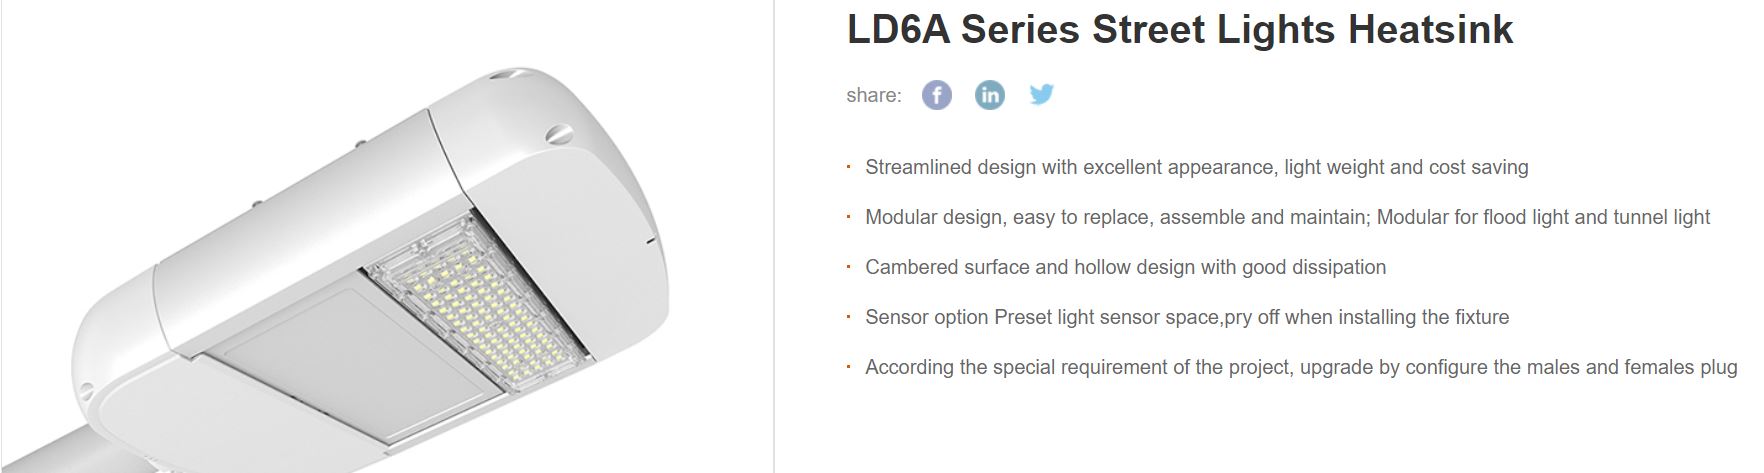 LD6A Series Street Lights Heatsink
share: f in
Streamlined design with excellent appearance, light weight and cost saving
Modular design, easy to replace, assemble and maintain; Modular for flood light and tunnel light
Cambered surface and hollow design with good dissipation
Sensor option Preset light sensor space,pry off when installing the fixture
According the special requirement of the project, upgrade by configure the males and females plug